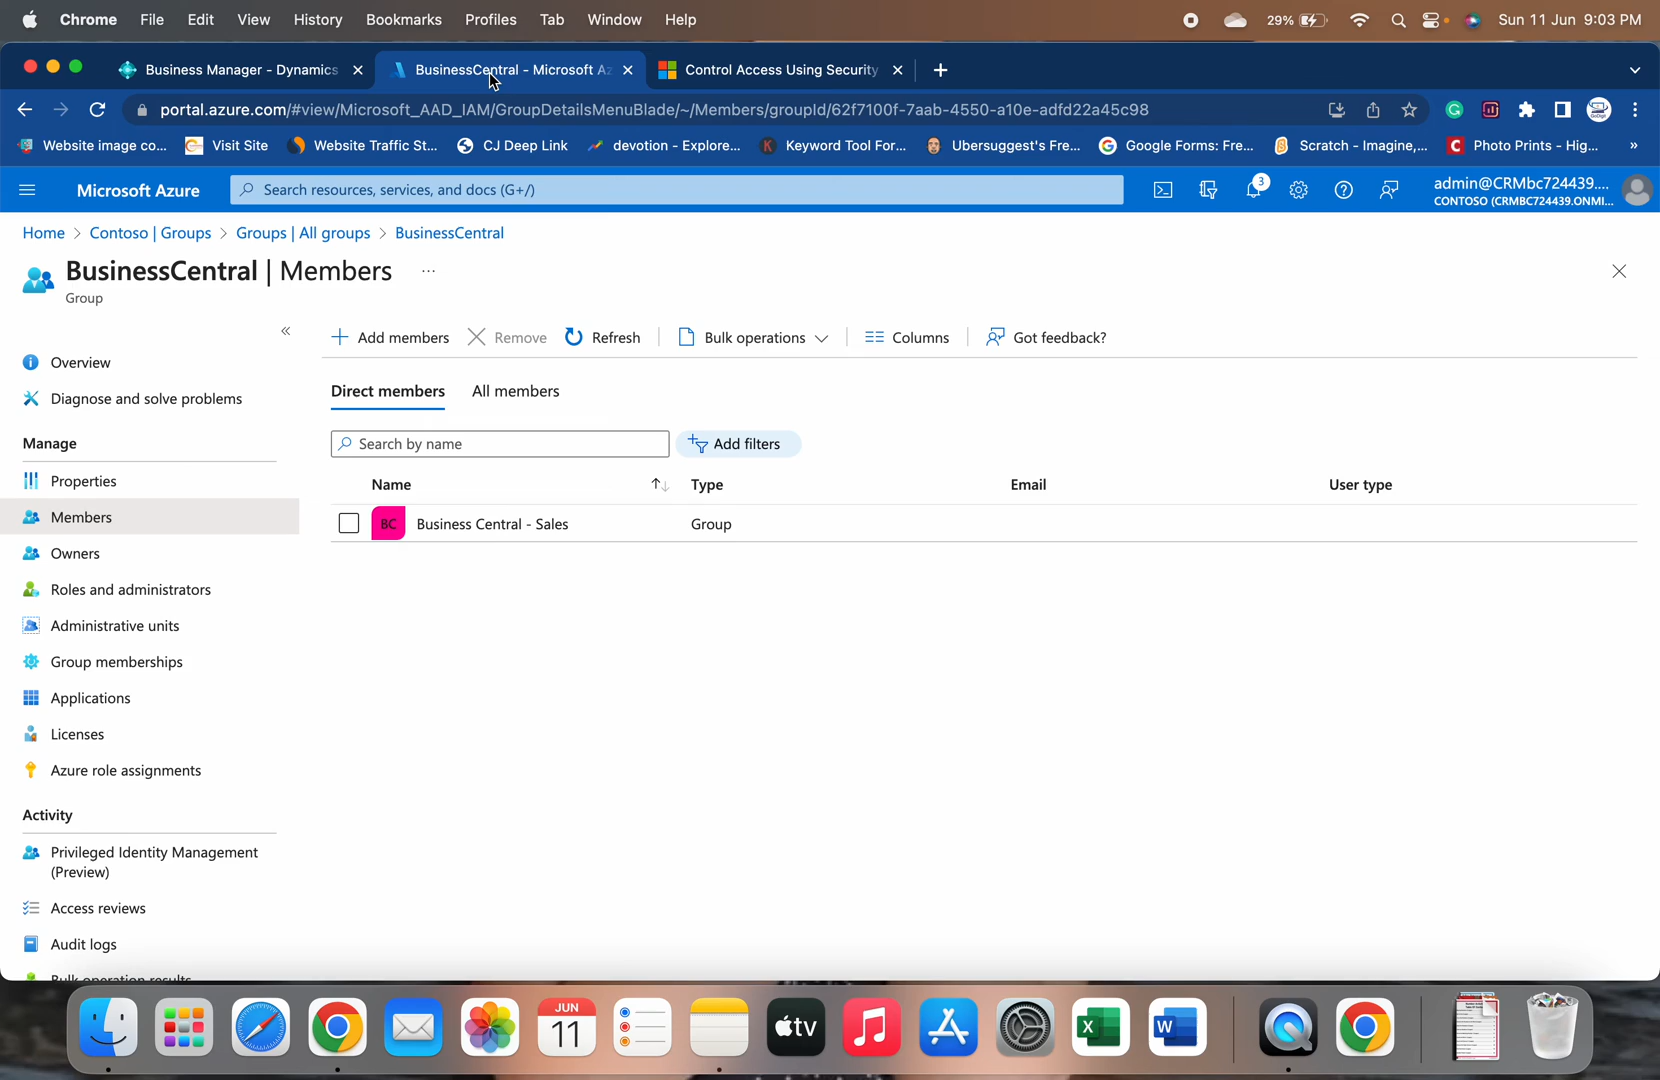 Chrome File Edit View History Bookmarks Profiles Tab Window Help 29% Sun 11 Jun 9:03 PM
Business Manager - Dynamics BusinessCentral - Microsoft Az Control Access Using Security
portal.azure.com/#view/Microsoft_AAD_IAM/GroupDetailsMenuBlade/~/Members/groupId/62f7100f-7aab-4550-a10e-adfd22a45c98
Website image co... Visit Site Website Traffic St... CJ Deep Link devotion - Explore... K Keyword Tool For... Ubersuggest's Fre... Google Forms: Fre... Scratch - Imagine,... C Photo Prints - Hig... »
Microsoft Azure Search resources, services, and docs (G+/) 3 admin@CRMbc724439....
CONTOSO (CRMBC724439.ONMI...
Home > Contoso | Groups > Groups | All groups > BusinessCentral
BusinessCentral | Members ...
Group
Add members Remove Refresh Bulk operations Columns Got feedback?
Overview
Diagnose and solve problems
Manage
Properties
Members
Owners
Roles and administrators
Administrative units
Group memberships
Applications
Licenses
Azure role assignments
Activity
Privileged Identity Management
(Preview)
Access reviews
Audit logs
Bulk operation results
Direct members All members
Search by name Add filters
Name Type Email User type
BC Business Central - Sales Group
JUN
11
tv
X
W